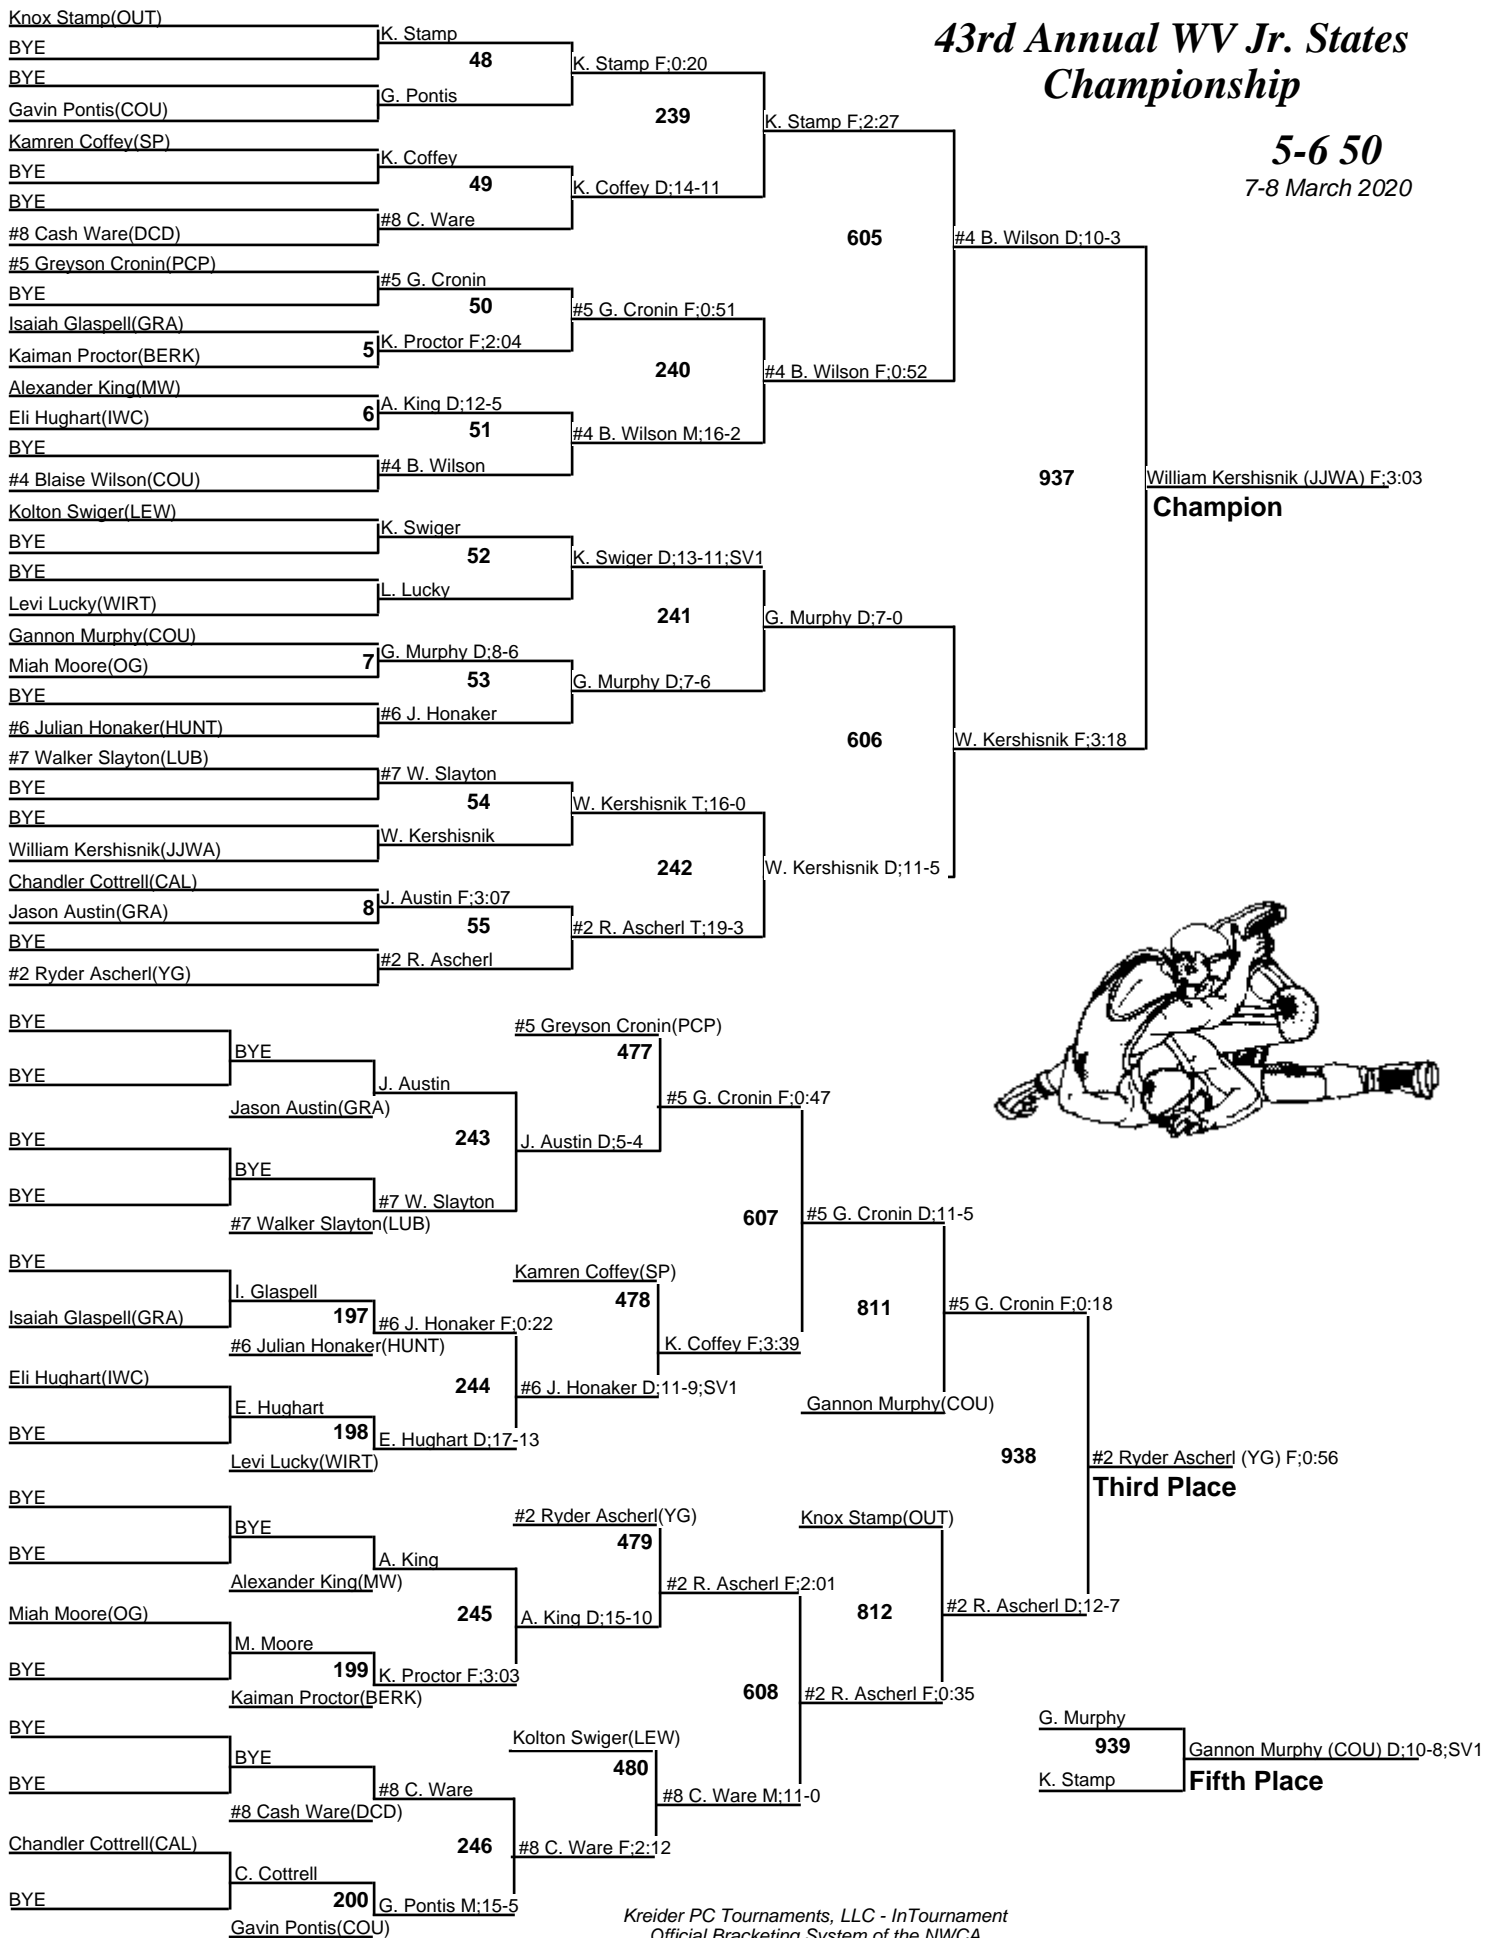 43rd Annual WV Jr. States
Championship
5-6 50
7-8 March 2020
Knox Stamp(OUT)
BYE
BYE
Gavin Pontis(COU)
Kamren Coffey(SP)
BYE
BYE
#8 Cash Ware(DCD)
#5 Greyson Cronin(PCP)
BYE
Isaiah Glaspell(GRA)
Kaiman Proctor(BERK)
5
Alexander King(MW)
Eli Hughart(IWC)
6
BYE
#4 Blaise Wilson(COU)
Kolton Swiger(LEW)
BYE
BYE
Levi Lucky(WIRT)
Gannon Murphy(COU)
Miah Moore(OG)
7
BYE
#6 Julian Honaker(HUNT)
#7 Walker Slayton(LUB)
BYE
BYE
William Kershisnik(JJWA)
Chandler Cottrell(CAL)
Jason Austin(GRA)
8
BYE
#2 Ryder Ascherl(YG)
K. Stamp
48
G. Pontis
K. Coffey
49
#8 C. Ware
#5 G. Cronin
50
K. Proctor F;2:04
A. King D;12-5
51
#4 B. Wilson
K. Swiger
52
L. Lucky
G. Murphy D;8-6
53
#6 J. Honaker
#7 W. Slayton
54
W. Kershisnik
J. Austin F;3:07
55
#2 R. Ascherl
K. Stamp F;0:20
239
K. Coffey D;14-11
#5 G. Cronin F;0:51
240
#4 B. Wilson M;16-2
K. Swiger D;13-11;SV1
241
G. Murphy D;7-6
W. Kershisnik T;16-0
242
#2 R. Ascherl T;19-3
K. Stamp F;2:27
605
#4 B. Wilson F;0:52
G. Murphy D;7-0
606
W. Kershisnik D;11-5
#4 B. Wilson D;10-3
937
W. Kershisnik F;3:18
William Kershisnik (JJWA) F;3:03
Champion
BYE
BYE
BYE
BYE
BYE
Isaiah Glaspell(GRA)
Eli Hughart(IWC)
BYE
BYE
BYE
Miah Moore(OG)
BYE
BYE
BYE
Chandler Cottrell(CAL)
BYE
BYE
Jason Austin(GRA)
BYE
#7 Walker Slayton(LUB)
I. Glaspell
197
#6 Julian Honaker(HUNT)
E. Hughart
198
Levi Lucky(WIRT)
BYE
Alexander King(MW)
M. Moore
199
Kaiman Proctor(BERK)
BYE
#8 Cash Ware(DCD)
C. Cottrell
200
Gavin Pontis(COU)
J. Austin
243
#7 W. Slayton
#6 J. Honaker F;0:22
244
E. Hughart D;17-13
A. King
245
K. Proctor F;3:03
#8 C. Ware
246
G. Pontis M;15-5
#5 Greyson Cronin(PCP)
477
J. Austin D;5-4
Kamren Coffey(SP)
478
#6 J. Honaker D;11-9;SV1
#2 Ryder Ascherl(YG)
479
A. King D;15-10
Kolton Swiger(LEW)
480
#8 C. Ware F;2:12
#5 G. Cronin F;0:47
607
K. Coffey F;3:39
#2 R. Ascherl F;2:01
608
#8 C. Ware M;11-0
#5 G. Cronin D;11-5
811
Gannon Murphy(COU)
Knox Stamp(OUT)
812
#2 R. Ascherl F;0:35
#5 G. Cronin F;0:18
938
#2 R. Ascherl D;12-7
#2 Ryder Ascherl (YG) F;0:56
Third Place
G. Murphy
939
K. Stamp
Gannon Murphy (COU) D;10-8;SV1
Fifth Place
Kreider PC Tournaments, LLC - InTournament
Official Bracketing System of the NWCA